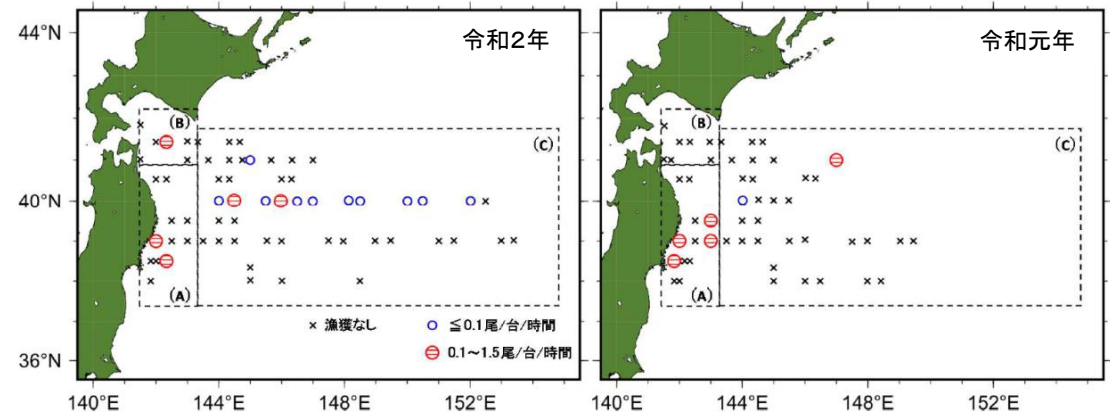 44°N
令和2年
令和元年
(B)
(B)
(C)
(C)
40°N
(A)
(A)
× 漁獲なし
○ ≦0.1尾/台/時間
0.1～1.5尾/台/時間
36°N
140°E
144°E
148°E
152°E
140°E
144°E
148°E
152°E